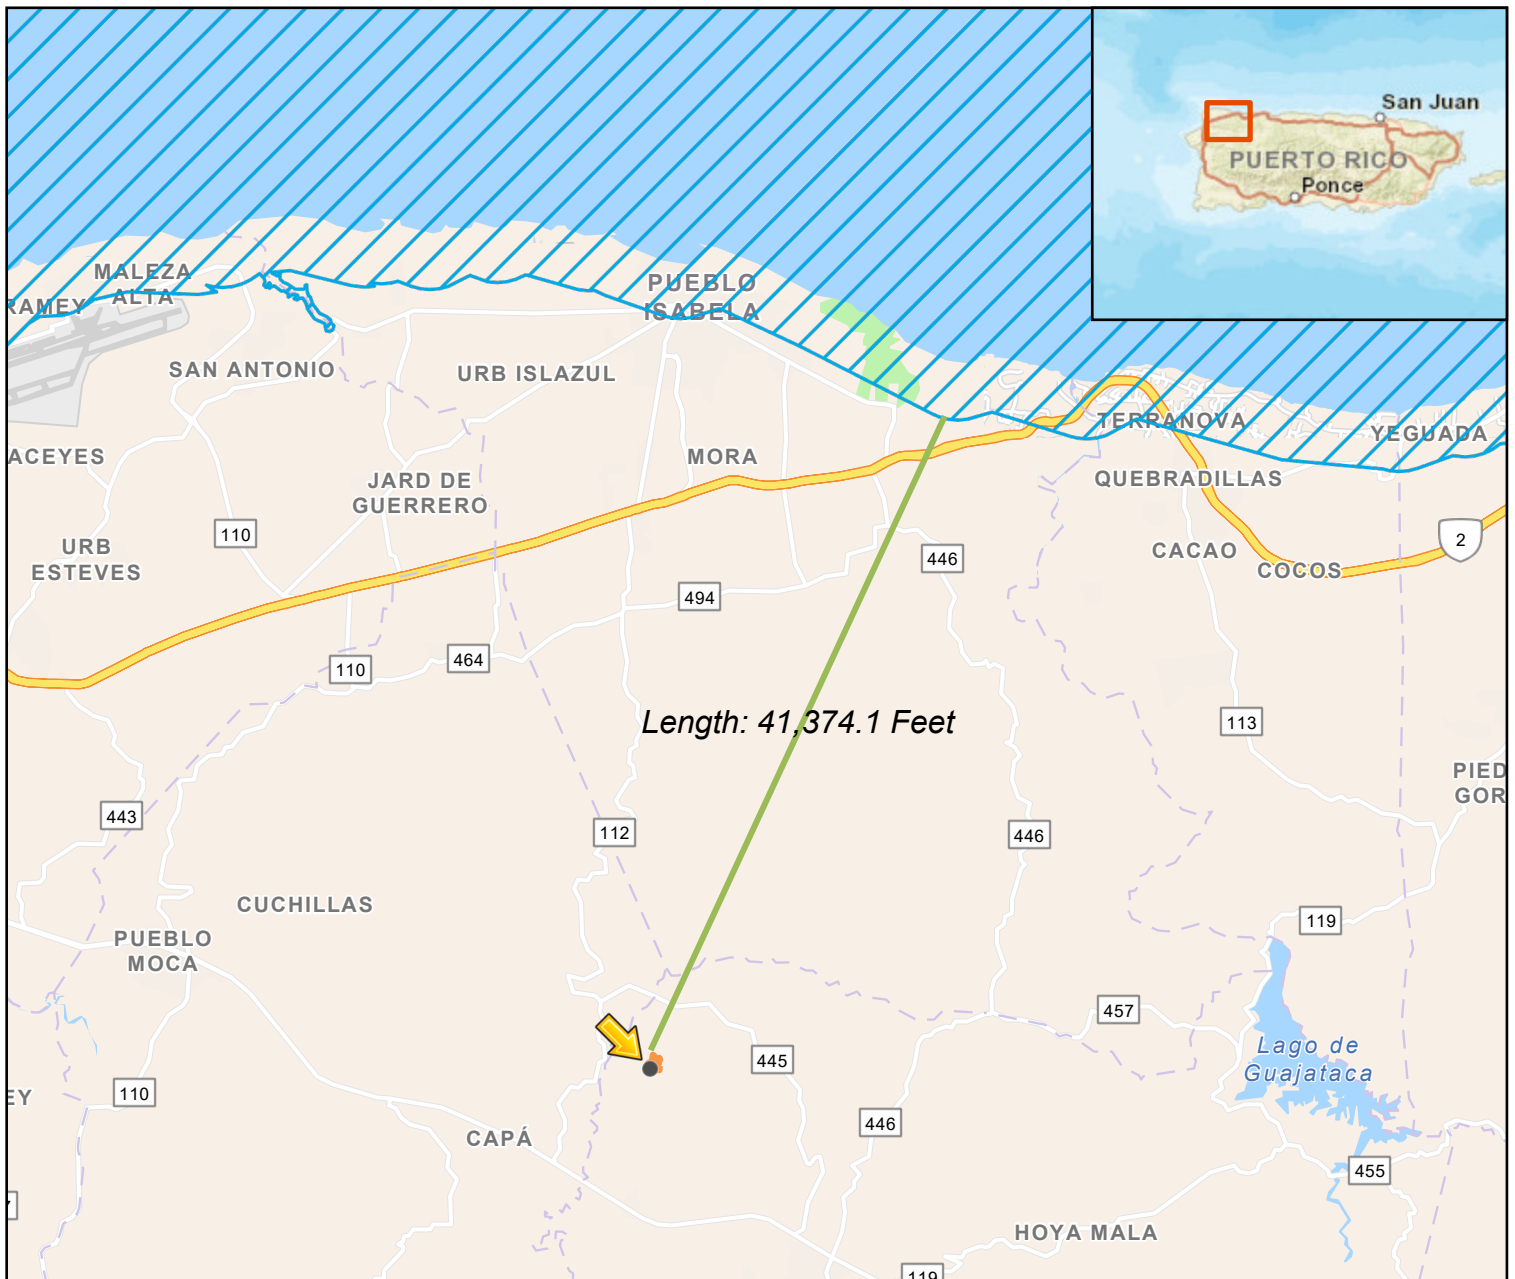 San Juan
PUERTO RICO
Ponce
MALEZA
ALTA
RAMEY
PUEBLO
ISABELA
SAN ANTONIO
URB ISLAZUL
TERRANOVA
YEGUADA
ACEYES
MORA
JARD DE
GUERRERO
QUEBRADILLAS
110
URB
ESTEVES
446
CACAO
COCOS
2
494
464
110
Length: 41,374.1 Feet
113
PIED
GOR
443
112
446
CUCHILLAS
119
PUEBLO
MOCA
457
445
Lago de
Guajataca
EY
110
CAPÁ
446
455
HOYA MALA
119